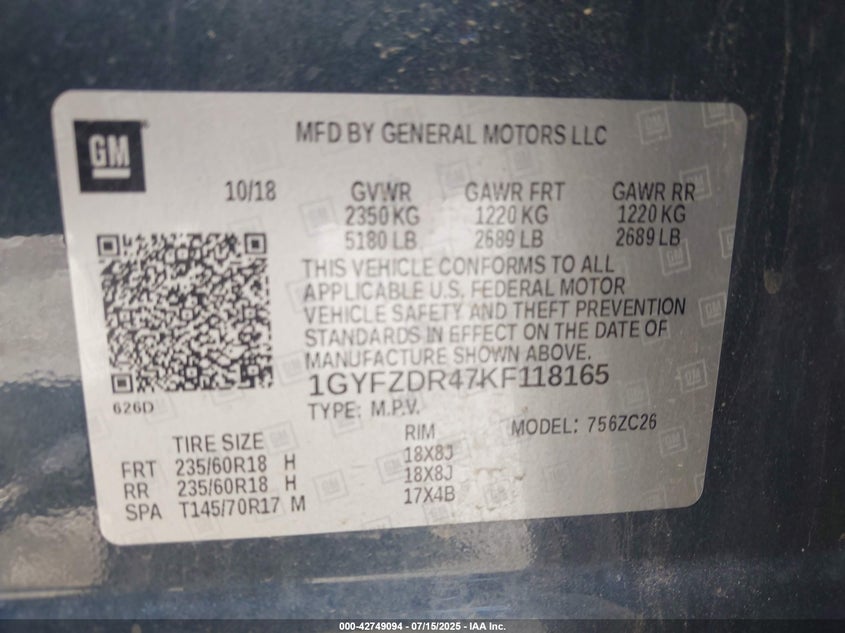 GM
MFD BY GENERAL MOTORS LLC
10/18 GVWR GAWR FRT GAWR RR
2350 KG 1220 KG 1220 KG
5180 LB 2689 LB 2689 LB
THIS VEHICLE CONFORMS TO ALL
APPLICABLE U.S. FEDERAL MOTOR
VEHICLE SAFETY AND THEFT PREVENTION
STANDARDS IN EFFECT ON THE DATE OF
MANUFACTURE SHOWN ABOVE.
1GYFZDR47KF118165
626D
TYPE: M.P.V. MODEL: 756ZC26
TIRE SIZE RIM
FRT 235/60R18 H 18X8J
RR 235/60R18 H 18X8J
SPA T145/70R17 M 17X4B
000-42749094 - 07/15/2025 - IAA Inc.